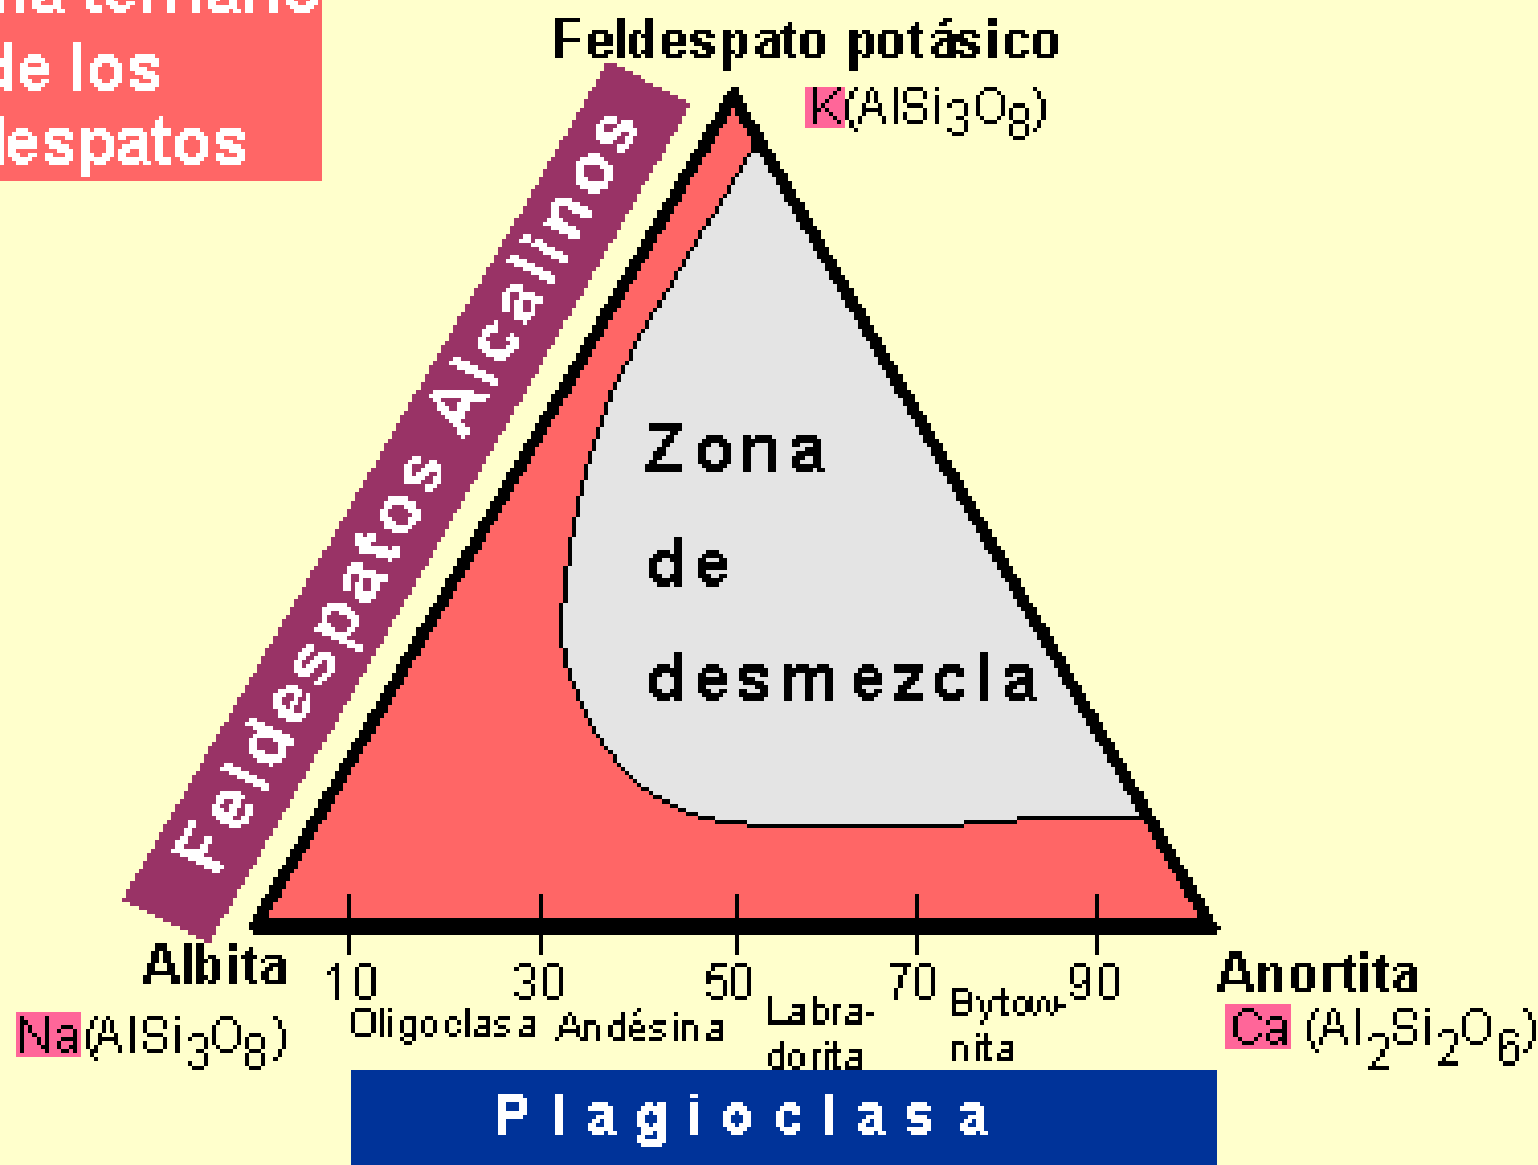 de los
Feldespato potásico
K(AlSi3O8)
Feldespatos Alcalinos
Zona
de
desmezcla
Albita
Na(AlSi3O8)
10 30 50 70 90
Oligoclasa Andésina Labra-
dorita
Bytow-
nita
Anortita
Ca (Al2Si2O6)
Plagioclasa